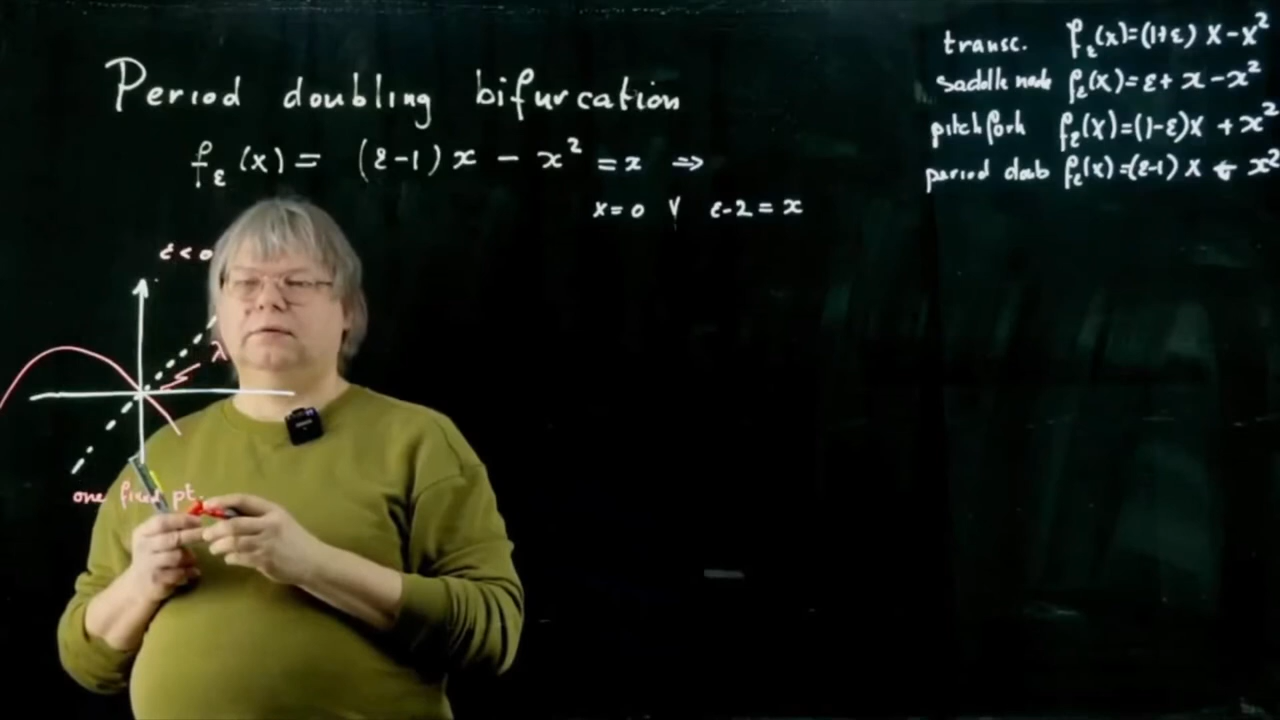 Period doubling bifurcation
fε(x) = (ε-1)x - x² = x ⇒
x=0 ∨ ε-2 = x
transc. fε(x)=(1+ε) x-x²
saddle node fε(x)=ε+ x -x²
pitchfork fε(x)=(1-ε)x +x²
period doub fε(x)=(ε-1) x - x²
ε<0
λ
one fixed pt.